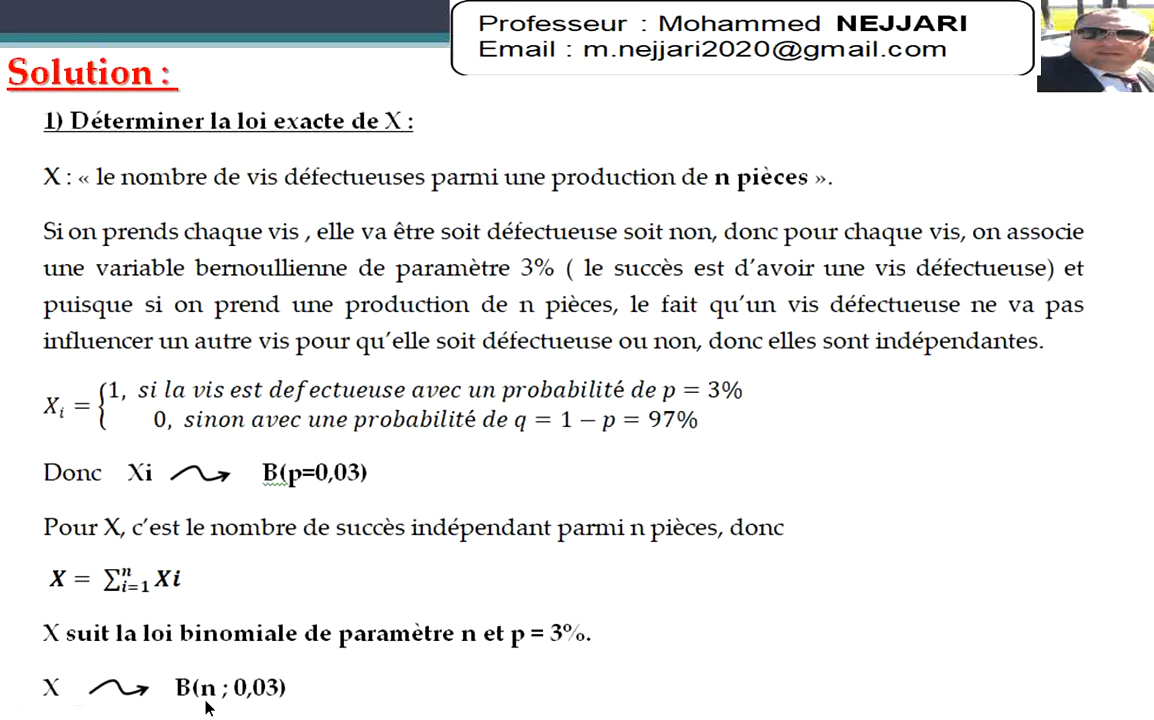 Professeur : Mohammed NEJJARI
Email : m.nejjari2020@gmail.com
Solution :
1) Déterminer la loi exacte de X :
X : « le nombre de vis défectueuses parmi une production de n pièces ».
Si on prends chaque vis , elle va être soit défectueuse soit non, donc pour chaque vis, on associe
une variable bernoullienne de paramètre 3% ( le succès est d’avoir une vis défectueuse) et
puisque si on prend une production de n pièces, le fait qu’un vis défectueuse ne va pas
influencer un autre vis pour qu’elle soit défectueuse ou non, donc elles sont indépendantes.
X_i = {1, si la vis est defectueuse avec un probabilité de p = 3%
0, sinon avec une probabilité de q = 1 − p = 97%
Donc Xi ⤳ B(p=0,03)
Pour X, c’est le nombre de succès indépendant parmi n pièces, donc
X = ∑_{i=1}^{n} Xi
X suit la loi binomiale de paramètre n et p = 3%.
X ⤳ B(n ; 0,03)